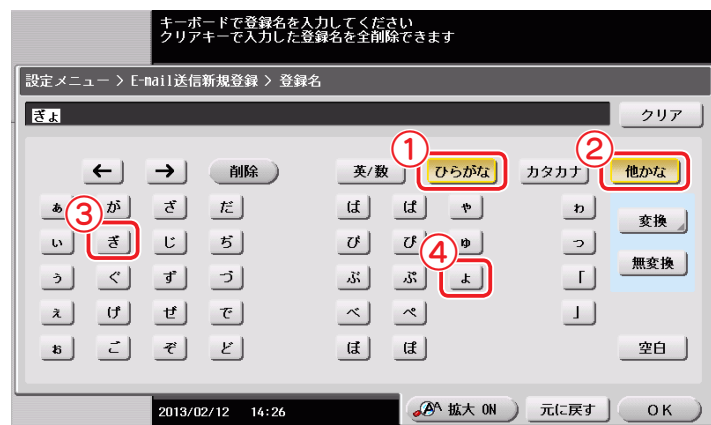 キーボードで登録名を入力してください
クリアキーで入力した登録名を全削除できます
設定メニュー > E-mail送信新規登録 > 登録名
ぎょ クリア
① ②
← → 削除 英/数 ひらがな カタカナ 他かな
③
ぁ が ざ だ ば ぱ ゃ ゎ 変換
ぃ ぎ じ ぢ び ぴ ゅ っ 無変換
④
ぅ ぐ ず づ ぶ ぷ ょ 「
ぇ げ ぜ で べ ぺ 」
ぉ ご ぞ ど ぼ ぽ 空白
2013/02/12 14:26 AA 拡大 ON 元に戻す OK